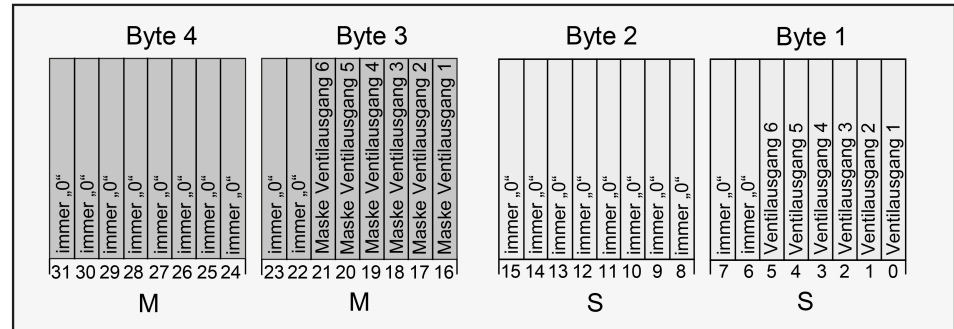 Byte 4 Byte 3 Byte 2 Byte 1
immer „0“
immer „0“
immer „0“
immer „0“
immer „0“
immer „0“
immer „0“
immer „0“
immer „0“
immer „0“
Maske Ventilausgang 6
Maske Ventilausgang 5
Maske Ventilausgang 4
Maske Ventilausgang 3
Maske Ventilausgang 2
Maske Ventilausgang 1
immer „0“
immer „0“
immer „0“
immer „0“
immer „0“
immer „0“
immer „0“
immer „0“
immer „0“
immer „0“
Ventilausgang 6
Ventilausgang 5
Ventilausgang 4
Ventilausgang 3
Ventilausgang 2
Ventilausgang 1
31 30 29 28 27 26 25 24 23 22 21 20 19 18 17 16 15 14 13 12 11 10 9 8 7 6 5 4 3 2 1 0
M M S S